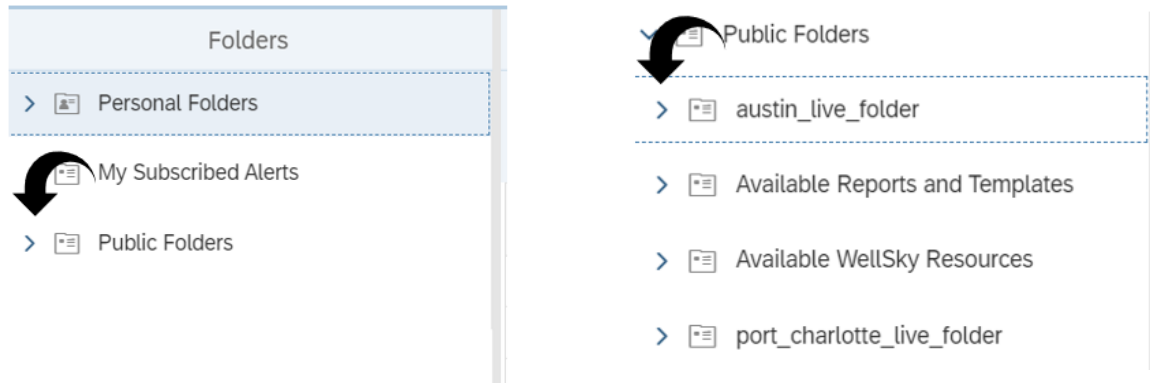 Folders
Personal Folders
My Subscribed Alerts
Public Folders
Public Folders
austin_live_folder
Available Reports and Templates
Available WellSky Resources
port_charlotte_live_folder